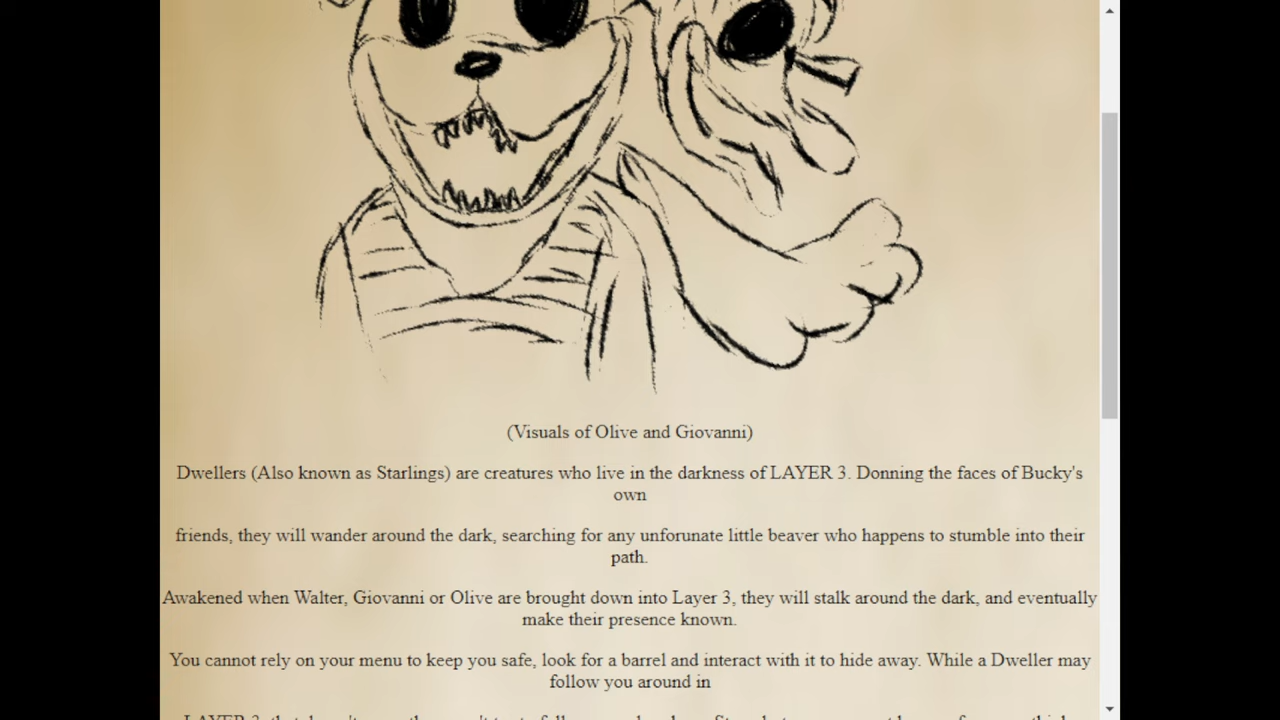 (Visuals of Olive and Giovanni)
Dwellers (Also known as Starlings) are creatures who live in the darkness of LAYER 3. Donning the faces of Bucky's
own
friends, they will wander around the dark, searching for any unforunate little beaver who happens to stumble into their
path.
Awakened when Walter, Giovanni or Olive are brought down into Layer 3, they will stalk around the dark, and eventually
make their presence known.
You cannot rely on your menu to keep you safe, look for a barrel and interact with it to hide away. While a Dweller may
follow you around in